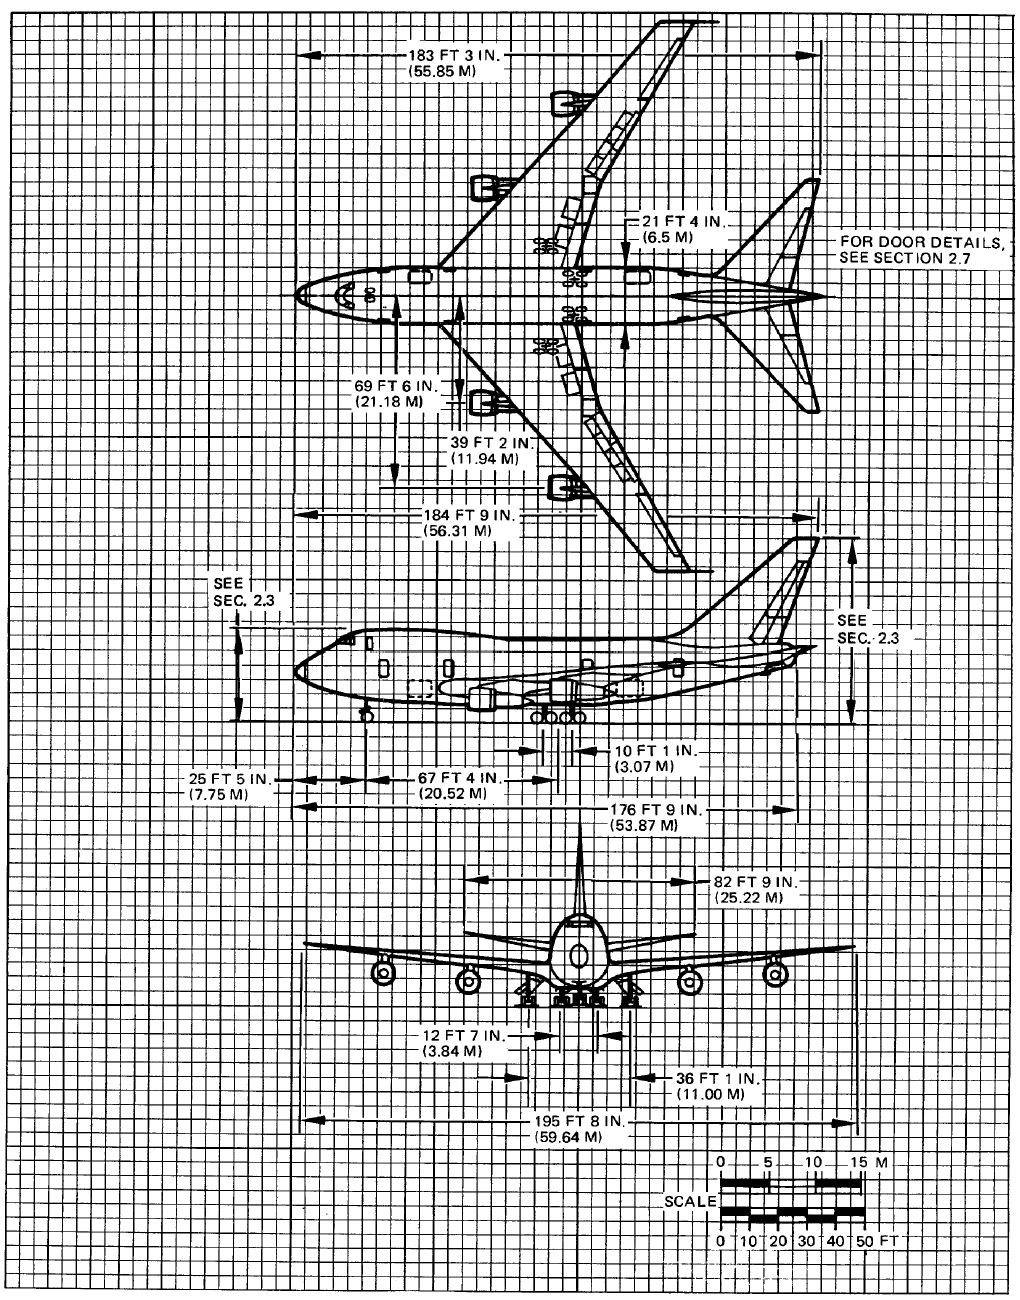 183 FT 3 IN.
(55.85 M)
21 FT 4 IN.
(6.5 M)
FOR DOOR DETAILS,
SEE SECTION 2.7
69 FT 6 IN.
(21.18 M)
39 FT 2 IN.
(11.94 M)
184 FT 9 IN.
(56.31 M)
SEE
SEC. 2.3
SEE
SEC. 2.3
10 FT 1 IN.
(3.07 M)
25 FT 5 IN.
(7.75 M)
67 FT 4 IN.
(20.52 M)
176 FT 9 IN.
(53.87 M)
82 FT 9 IN.
(25.22 M)
12 FT 7 IN.
(3.84 M)
36 FT 1 IN.
(11.00 M)
195 FT 8 IN.
(59.64 M)
0 5 10 15 M
SCALE
0 10 20 30 40 50 FT